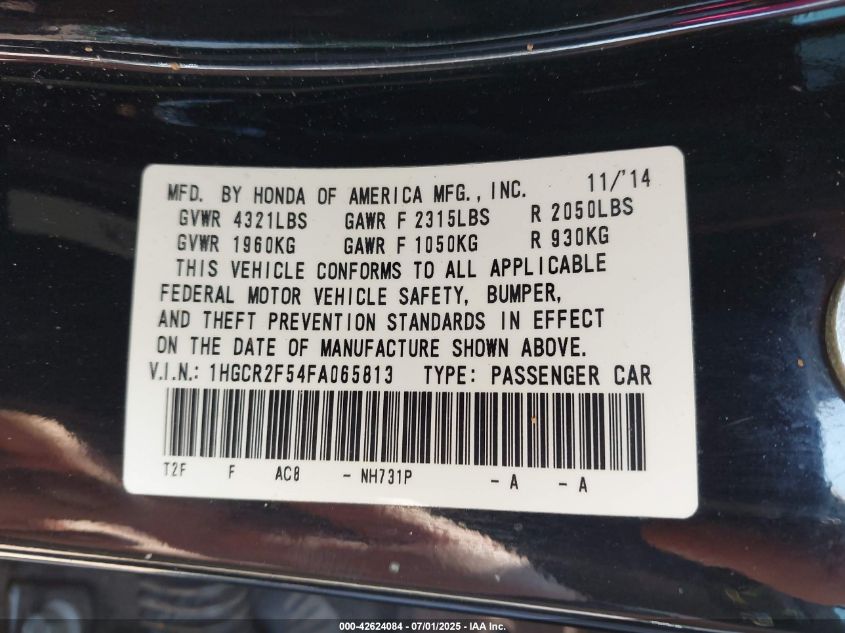 MFD. BY HONDA OF AMERICA MFG., INC. 11/'14
GVWR 4321LBS GAWR F 2315LBS R 2050LBS
GVWR 1960KG GAWR F 1050KG R 930KG
THIS VEHICLE CONFORMS TO ALL APPLICABLE
FEDERAL MOTOR VEHICLE SAFETY, BUMPER,
AND THEFT PREVENTION STANDARDS IN EFFECT
ON THE DATE OF MANUFACTURE SHOWN ABOVE.
V.I.N.: 1HGCR2F54FA065813 TYPE: PASSENGER CAR
T2F F AC8 - NH731P - A - A
000-42624084 - 07/01/2025 - IAA Inc.